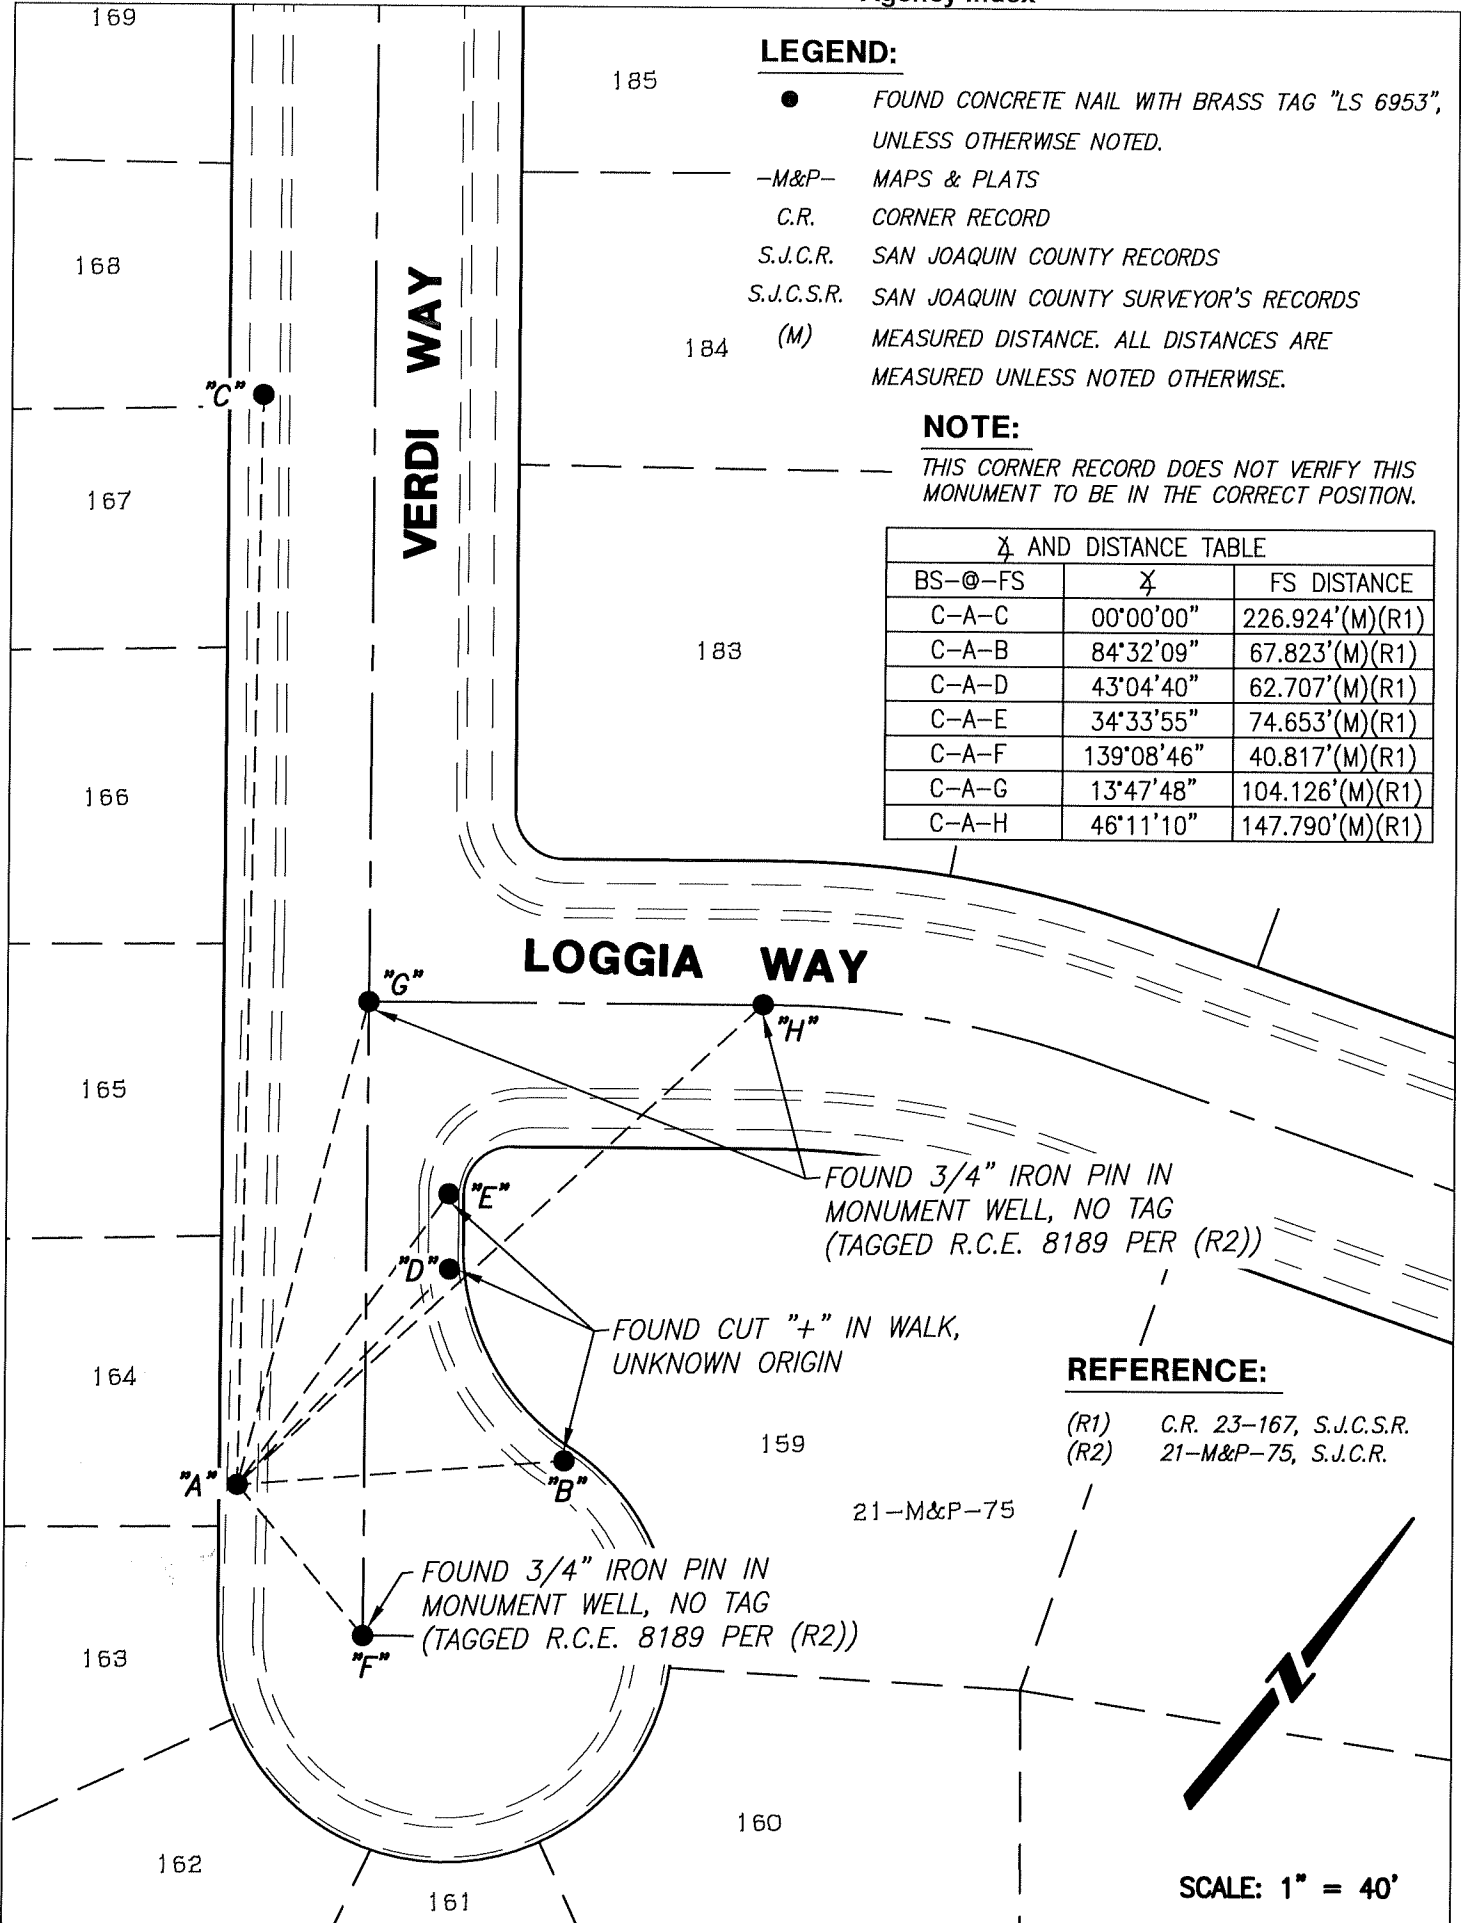 Agency Index
169
185
LEGEND:
● FOUND CONCRETE NAIL WITH BRASS TAG "LS 6953",
UNLESS OTHERWISE NOTED.
-M&P- MAPS & PLATS
C.R. CORNER RECORD
S.J.C.R. SAN JOAQUIN COUNTY RECORDS
S.J.C.S.R. SAN JOAQUIN COUNTY SURVEYOR'S RECORDS
(M) MEASURED DISTANCE. ALL DISTANCES ARE
MEASURED UNLESS NOTED OTHERWISE.
168
184
"C"
VERDI WAY
NOTE:
THIS CORNER RECORD DOES NOT VERIFY THIS
MONUMENT TO BE IN THE CORRECT POSITION.
167
∡ AND DISTANCE TABLE
BS-@-FS ∡ FS DISTANCE
C-A-C 00°00'00" 226.924'(M)(R1)
C-A-B 84°32'09" 67.823'(M)(R1)
C-A-D 43°04'40" 62.707'(M)(R1)
C-A-E 34°33'55" 74.653'(M)(R1)
C-A-F 139°08'46" 40.817'(M)(R1)
C-A-G 13°47'48" 104.126'(M)(R1)
C-A-H 46°11'10" 147.790'(M)(R1)
183
166
LOGGIA WAY
"G"
"H"
165
"E"
FOUND 3/4" IRON PIN IN
MONUMENT WELL, NO TAG
(TAGGED R.C.E. 8189 PER (R2))
"D"
FOUND CUT "+" IN WALK,
UNKNOWN ORIGIN
164
REFERENCE:
(R1) C.R. 23-167, S.J.C.S.R.
(R2) 21-M&P-75, S.J.C.R.
159
"A"
"B"
21-M&P-75
FOUND 3/4" IRON PIN IN
MONUMENT WELL, NO TAG
(TAGGED R.C.E. 8189 PER (R2))
163
"F"
N
160
162
161
SCALE: 1" = 40'